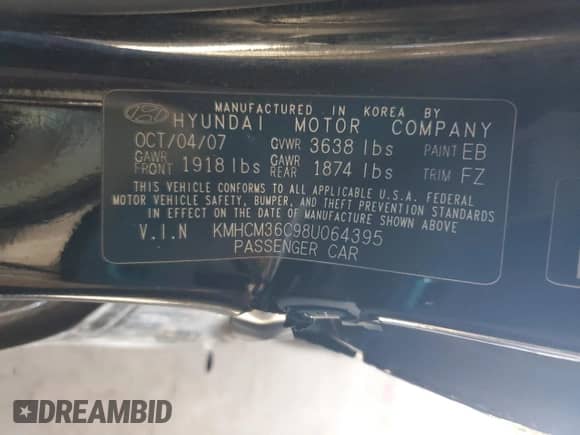 MANUFACTURED IN KOREA BY
HYUNDAI MOTOR COMPANY
OCT/04/07 GVWR 3638 lbs PAINT EB
GAWR FRONT 1918 lbs GAWR REAR 1874 lbs TRIM FZ
THIS VEHICLE CONFORMS TO ALL APPLICABLE U.S.A. FEDERAL
MOTOR VEHICLE SAFETY, BUMPER, AND THEFT PREVENTION STANDARDS
IN EFFECT ON THE DATE OF MANUFACTURE SHOWN ABOVE
V.I.N KMHCM36C98U064395
PASSENGER CAR
DREAMBID